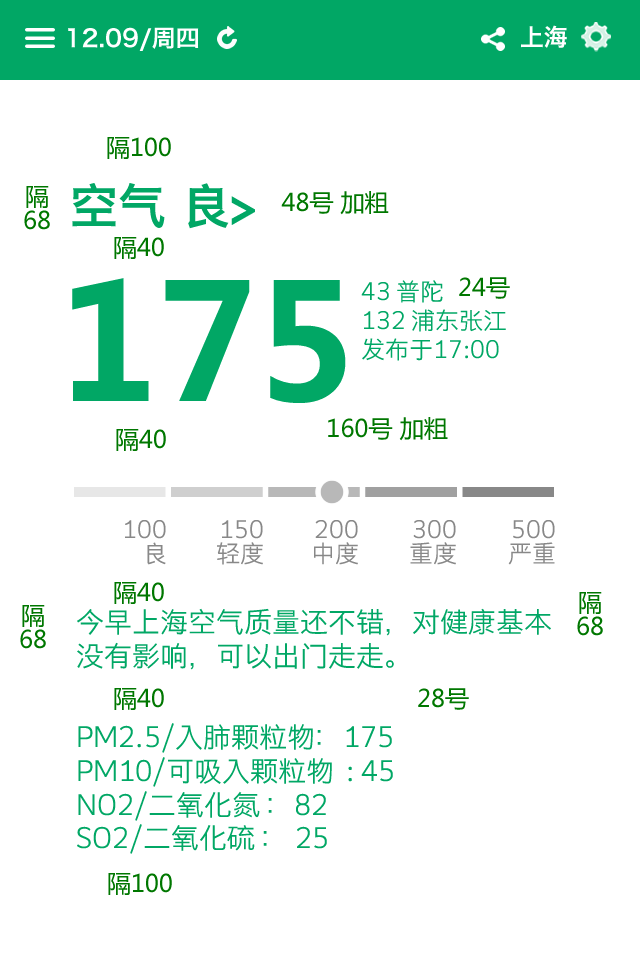 12.09/周四 上海
隔100
隔68
空气 良>
48号 加粗
隔40
175
43 普陀
24号
132 浦东张江
发布于17:00
160号 加粗
隔40
100 150 200 300 500
良 轻度 中度 重度 严重
隔40
隔68
隔68
今早上海空气质量还不错，对健康基本
没有影响，可以出门走走。
隔40
28号
PM2.5/入肺颗粒物： 175
PM10/可吸入颗粒物 : 45
NO2/二氧化氮： 82
SO2/二氧化硫： 25
隔100